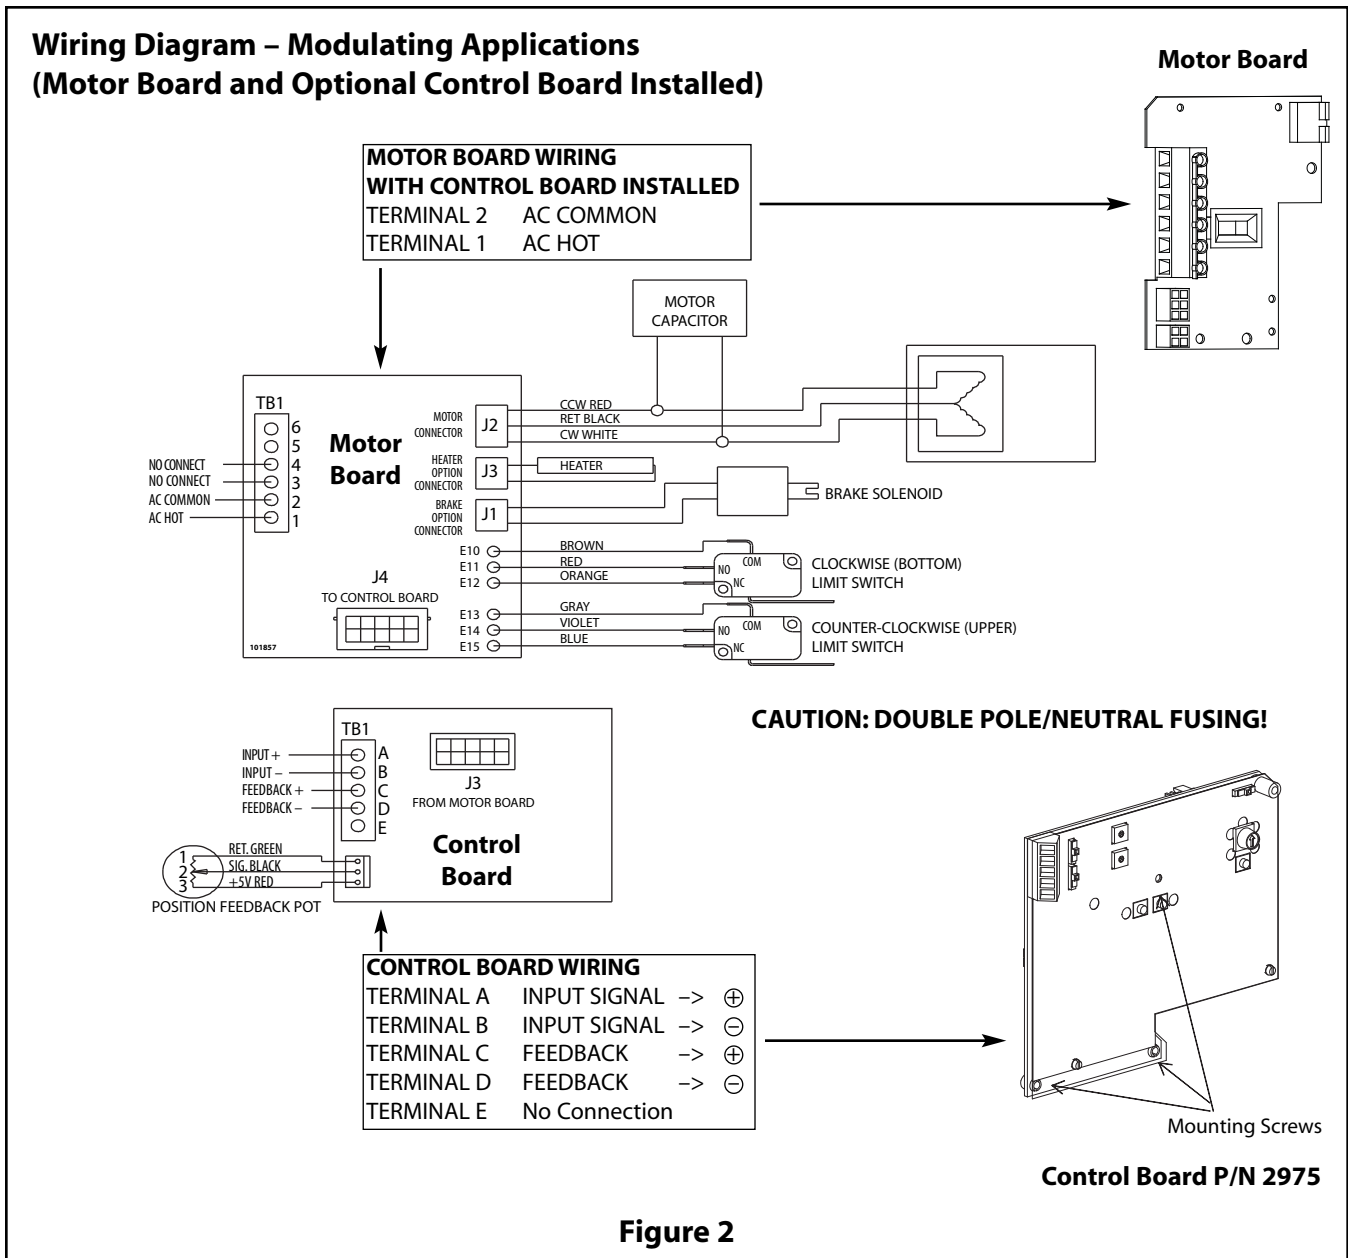 Wiring Diagram – Modulating Applications
(Motor Board and Optional Control Board Installed)
Motor Board
MOTOR BOARD WIRING
WITH CONTROL BOARD INSTALLED
TERMINAL 2 AC COMMON
TERMINAL 1 AC HOT
MOTOR
CAPACITOR
TB1
6
5
4
3
2
1
NO CONNECT
NO CONNECT
AC COMMON
AC HOT
Motor
Board
MOTOR
CONNECTOR
J2
HEATER
OPTION
CONNECTOR
J3
BRAKE
OPTION
CONNECTOR
J1
CCW RED
RET BLACK
CW WHITE
HEATER
BRAKE SOLENOID
E10
E11
E12
BROWN
RED
ORANGE
COM
NO
NC
CLOCKWISE (BOTTOM)
LIMIT SWITCH
E13
E14
E15
GRAY
VIOLET
BLUE
COM
NO
NC
COUNTER-CLOCKWISE (UPPER)
LIMIT SWITCH
J4
TO CONTROL BOARD
101857
CAUTION: DOUBLE POLE/NEUTRAL FUSING!
TB1
A
B
C
D
E
INPUT +
INPUT –
FEEDBACK +
FEEDBACK –
J3
FROM MOTOR BOARD
Control
Board
1
2
3
RET. GREEN
SIG. BLACK
+5V RED
POSITION FEEDBACK POT
CONTROL BOARD WIRING
TERMINAL A INPUT SIGNAL –> ⊕
TERMINAL B INPUT SIGNAL –> ⊖
TERMINAL C FEEDBACK –> ⊕
TERMINAL D FEEDBACK –> ⊖
TERMINAL E No Connection
Mounting Screws
Control Board P/N 2975
Figure 2